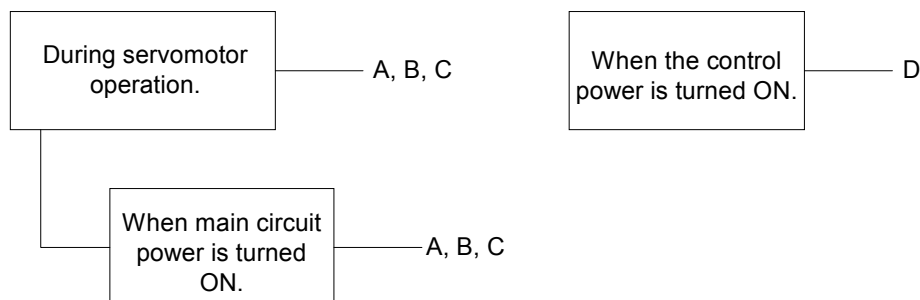 During servomotor
operation.
A, B, C
When the control
power is turned ON.
D
When main circuit
power is turned
ON.
A, B, C